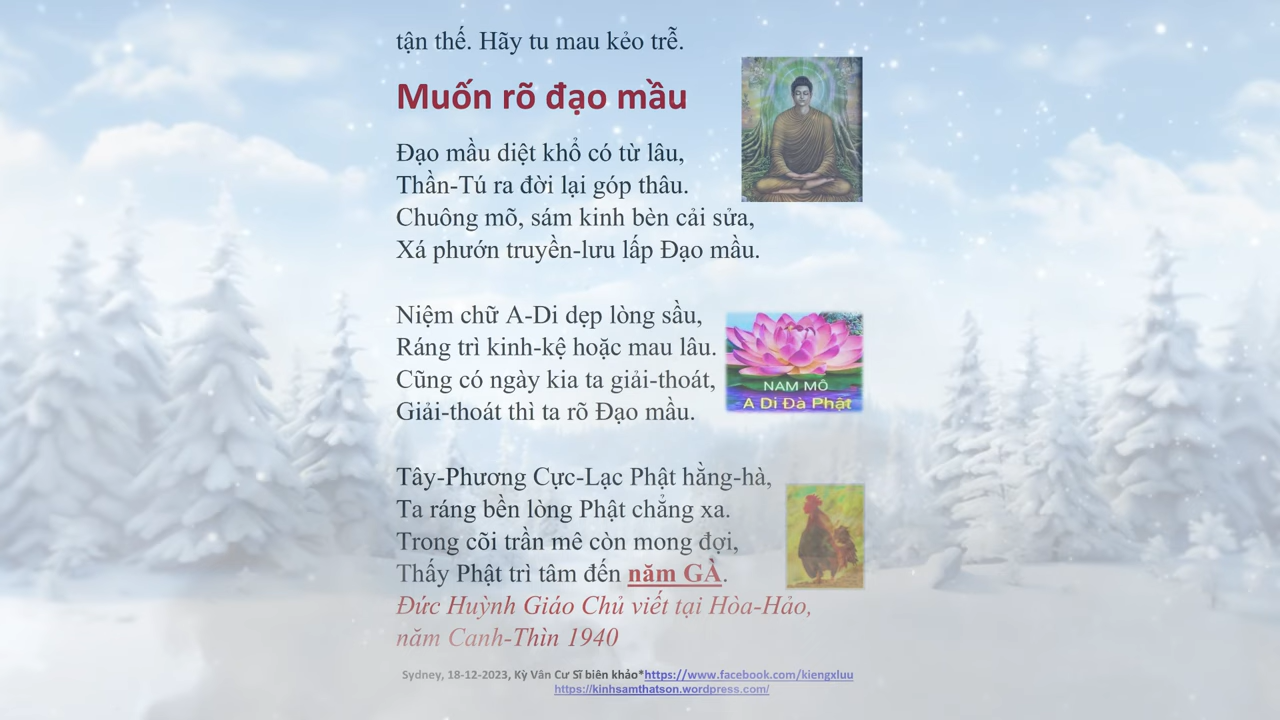 tận thế. Hãy tu mau kẻo trễ.
Muốn rõ đạo mầu
Đạo mầu diệt khổ có từ lâu,
Thần-Tú ra đời lại góp thâu.
Chuông mõ, sám kinh bèn cải sửa,
Xá phướn truyền-lưu lấp Đạo mầu.
Niệm chữ A-Di dẹp lòng sầu,
Ráng trì kinh-kệ hoặc mau lâu.
Cũng có ngày kia ta giải-thoát,
Giải-thoát thì ta rõ Đạo mầu.
NAM MÔ
A Di Đà Phật
Tây-Phương Cực-Lạc Phật hằng-hà,
Ta ráng bền lòng Phật chẳng xa.
Trong cõi trần mê còn mong đợi,
Thấy Phật trì tâm đến năm GÀ.
Đức Huỳnh Giáo Chủ viết tại Hòa-Hảo,
năm Canh-Thìn 1940
Sydney, 18-12-2023, Kỳ Vân Cư Sĩ biên khảo*https://www.facebook.com/kiengxluu
https://kinhsamthatson.wordpress.com/